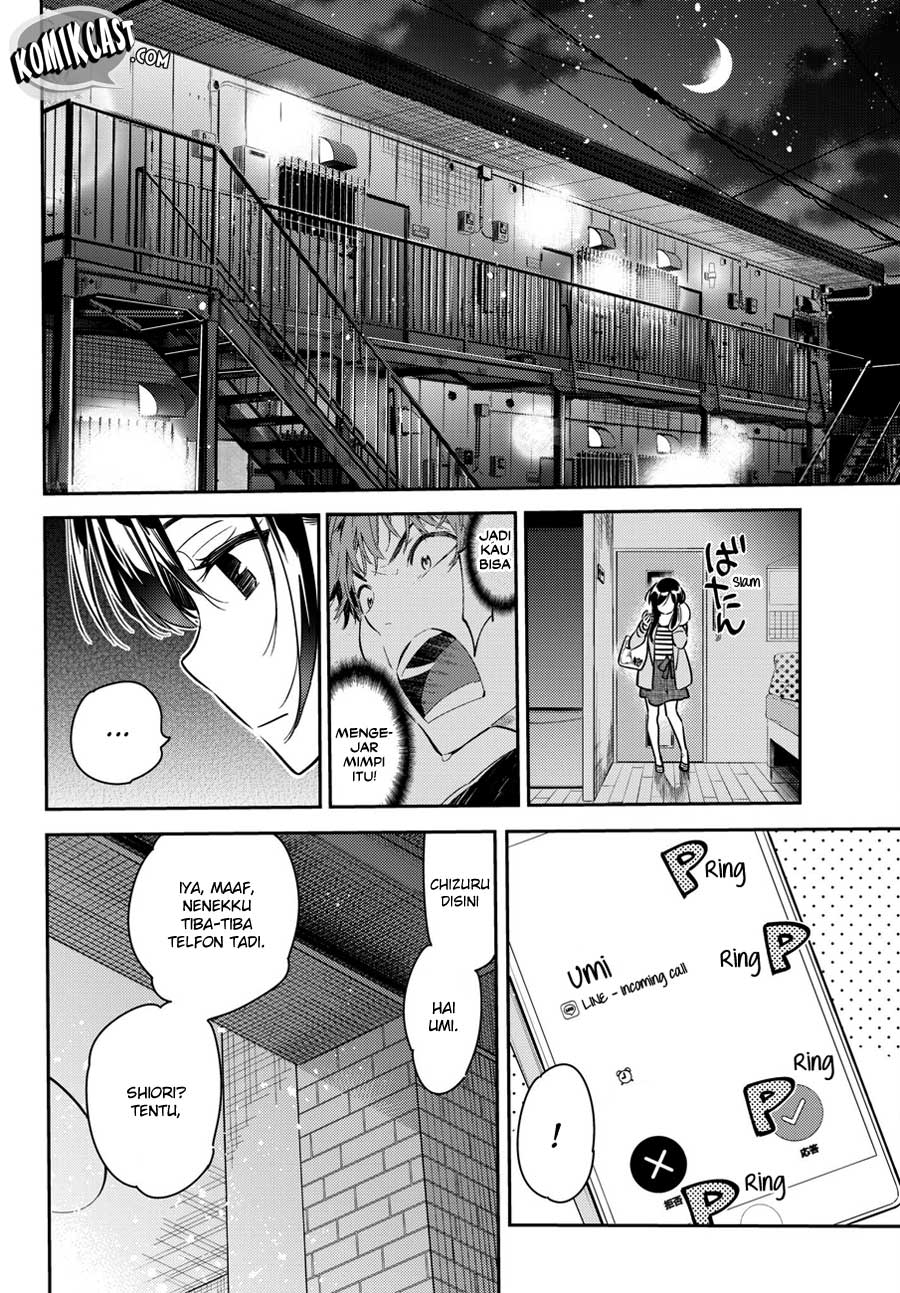 KOMIKCAST
.COM
ばたん
Slam
JADI
KAU
BISA
MENGE-
JAR
MIMPI
ITU!
...
P Ring
Ring P
Umi
LINE - incoming call
Ring
P
応答
!
拒否
P Ring
CHIZURU
DISINI
HAI
UMI.
IYA, MAAF,
NENEKKU
TIBA-TIBA
TELFON TADI.
SHIORI?
TENTU,